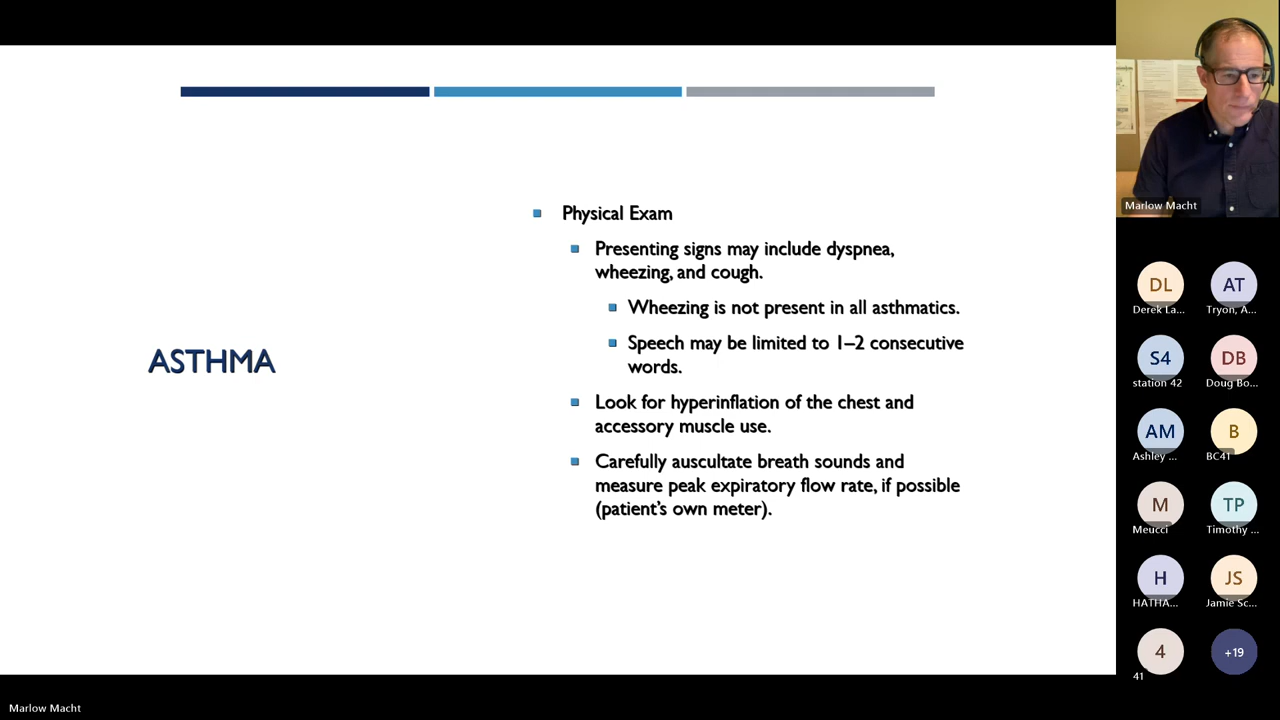 ASTHMA
Physical Exam
Presenting signs may include dyspnea,
wheezing, and cough.
Wheezing is not present in all asthmatics.
Speech may be limited to 1–2 consecutive
words.
Look for hyperinflation of the chest and
accessory muscle use.
Carefully auscultate breath sounds and
measure peak expiratory flow rate, if possible
(patient's own meter).
Marlow Macht
DL
Derek La...
AT
Tryon, A...
S4
station 42
DB
Doug Bo...
AM
Ashley ...
B
BC41
M
Meucci
TP
Timothy ...
H
HATHA...
JS
Jamie Sc...
4
41
+19
Marlow Macht